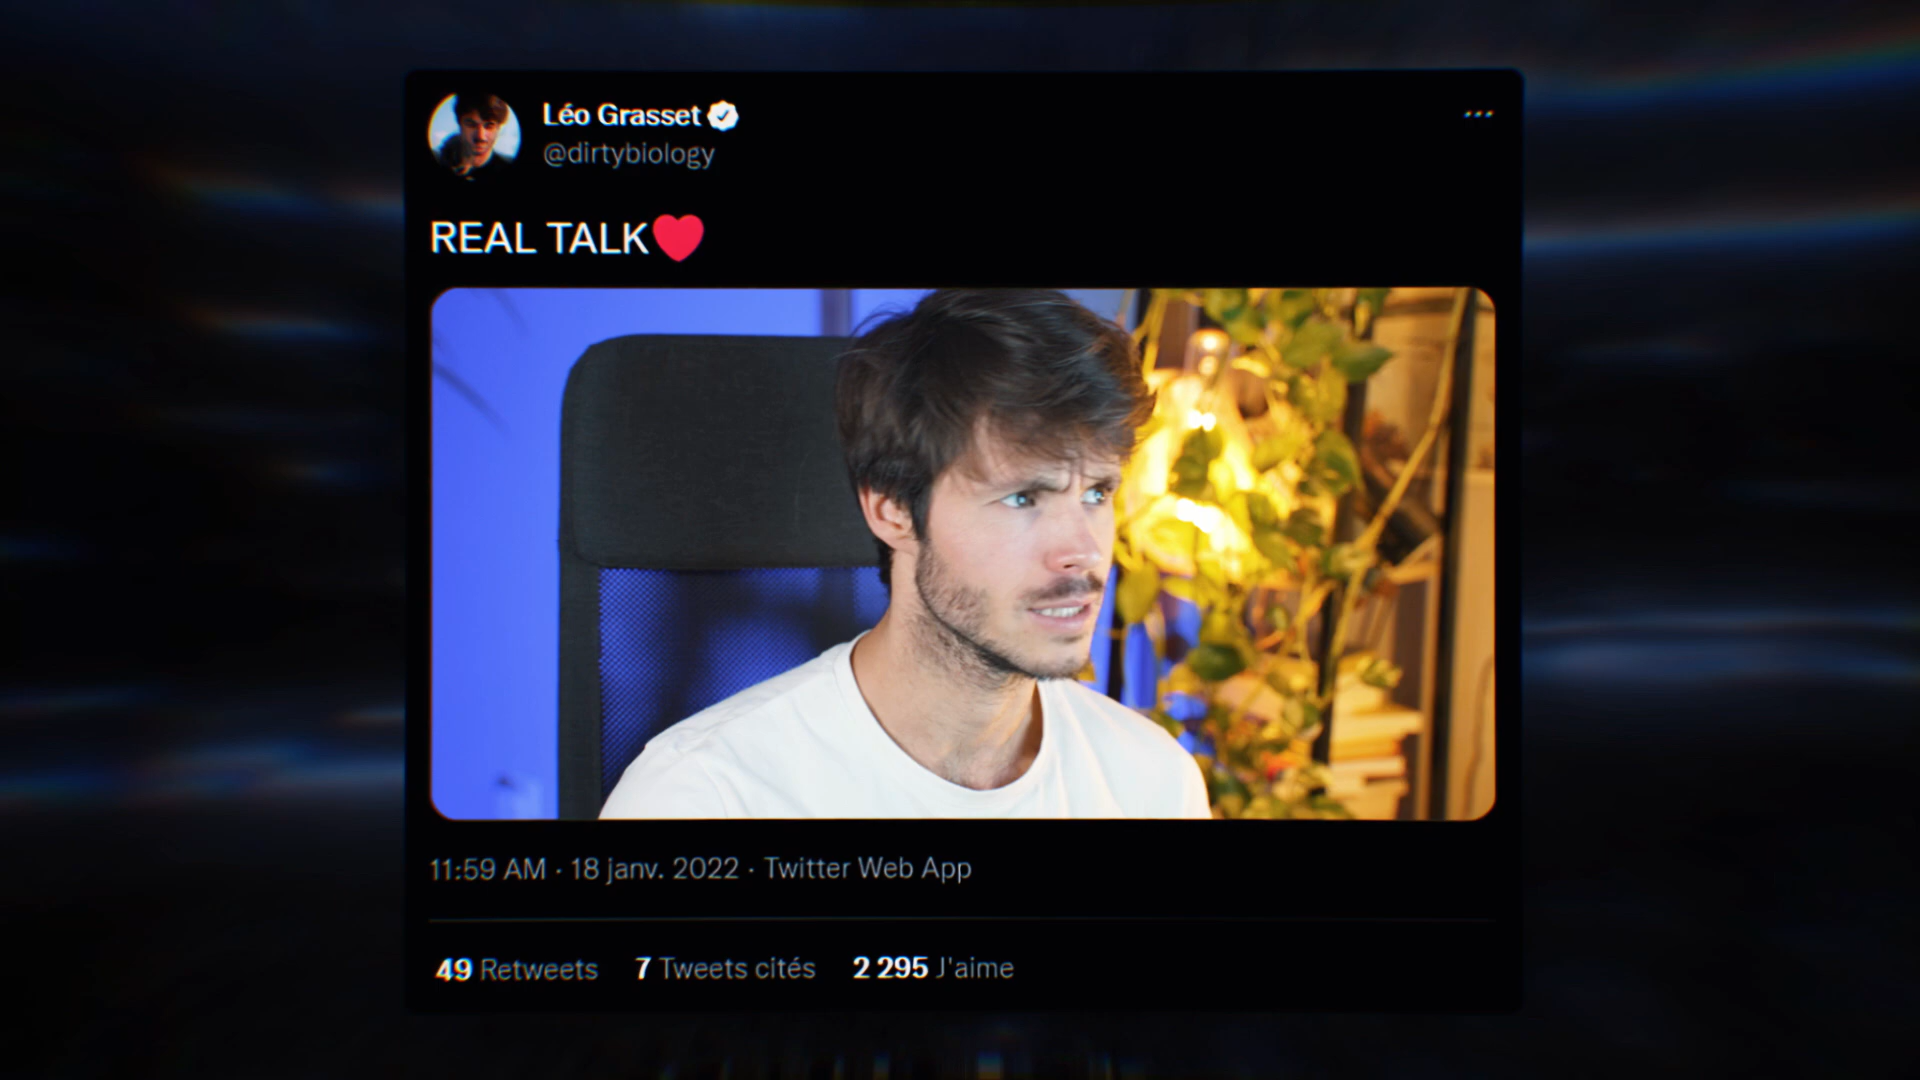 Léo Grasset
@dirtybiology
REAL TALK❤️
11:59 AM · 18 janv. 2022 · Twitter Web App
49 Retweets 7 Tweets cités 2 295 J'aime